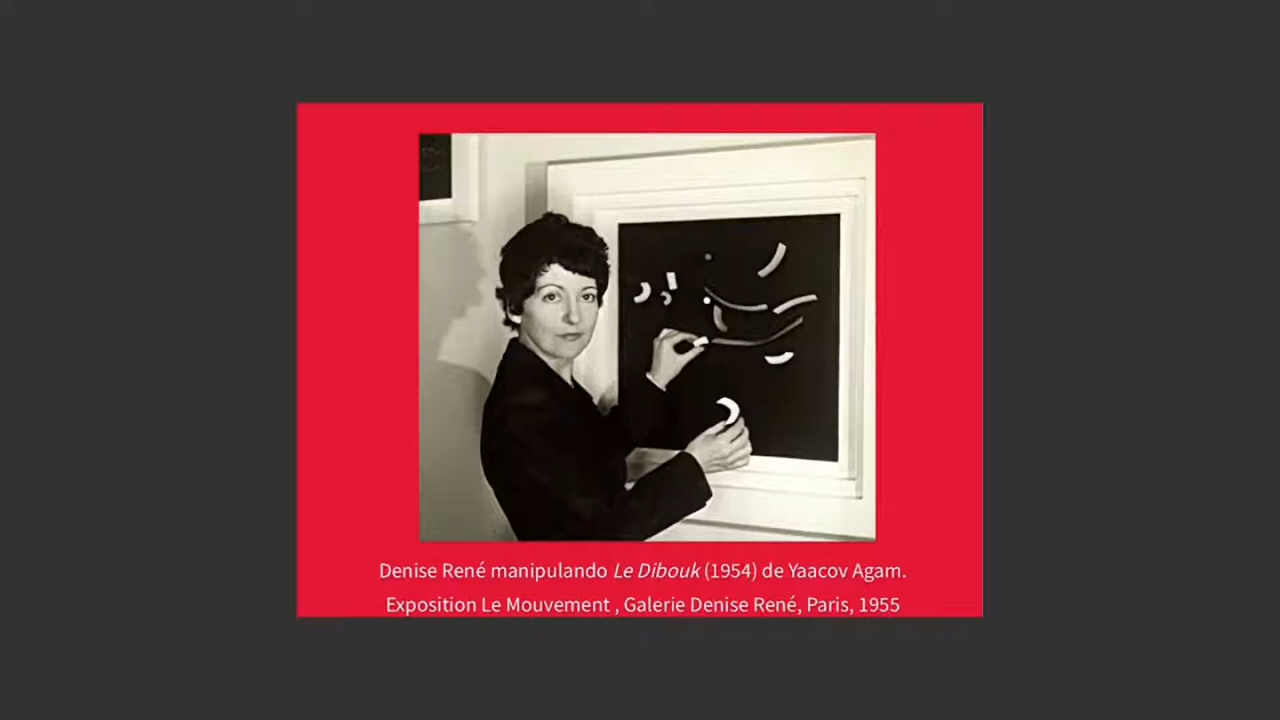 Denise René manipulando Le Dibouk (1954) de Yaacov Agam.
Exposition Le Mouvement , Galerie Denise René, Paris, 1955